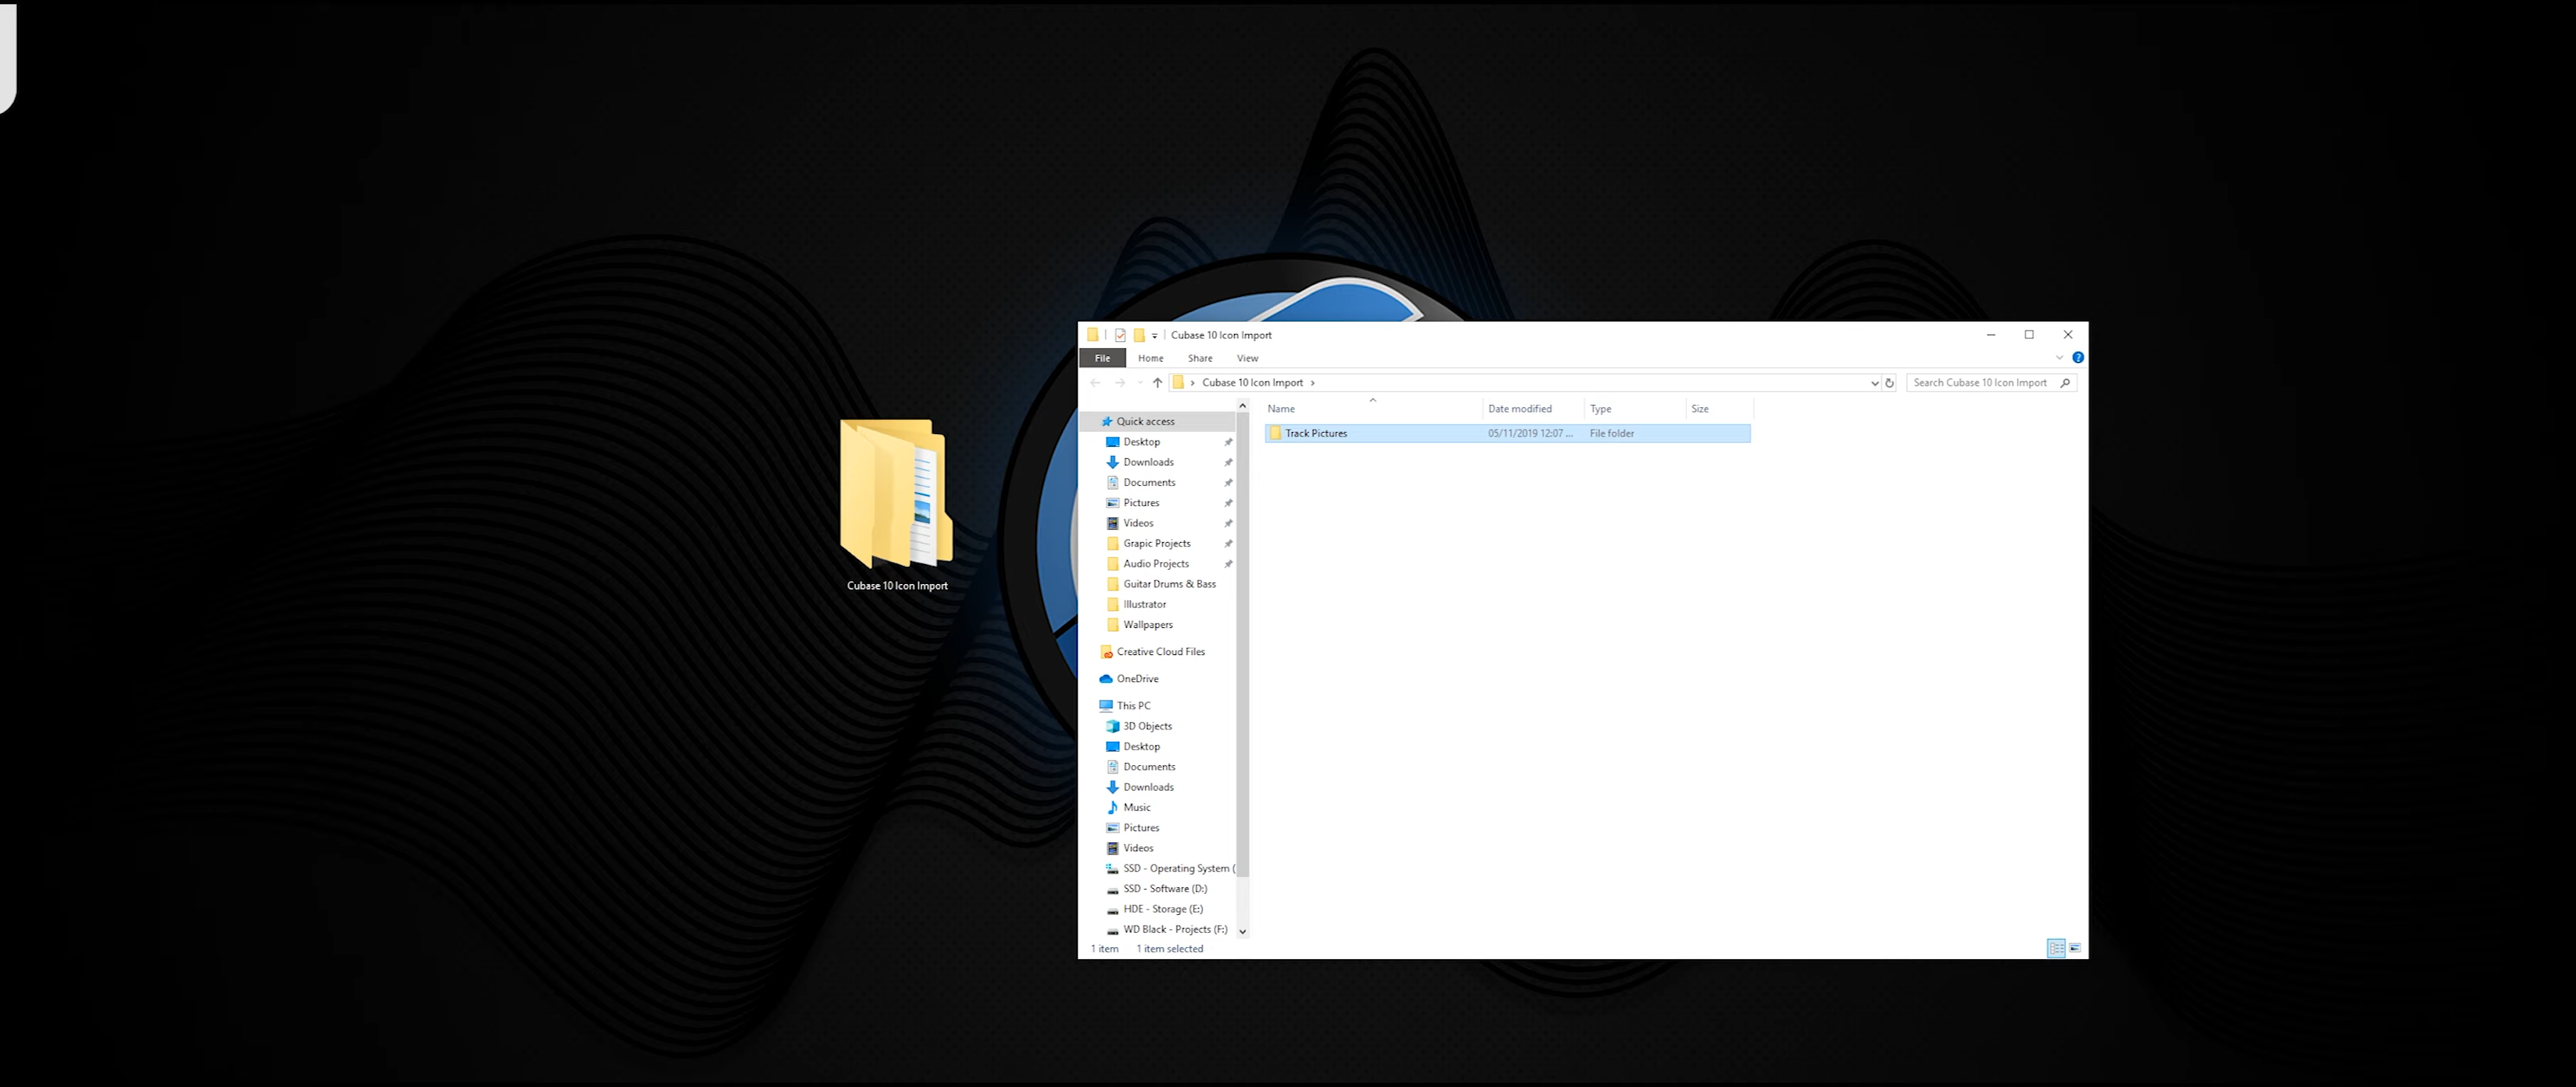 Cubase 10 Icon Import
Cubase 10 Icon Import
File Home Share View
Cubase 10 Icon Import
Search Cubase 10 Icon Import
Name Date modified Type Size
Track Pictures 05/11/2019 12:07 ... File folder
Quick access
Desktop
Downloads
Documents
Pictures
Videos
Grapic Projects
Audio Projects
Guitar Drums & Bass
Illustrator
Wallpapers
Creative Cloud Files
OneDrive
This PC
3D Objects
Desktop
Documents
Downloads
Music
Pictures
Videos
SSD - Operating System (
SSD - Software (D:)
HDE - Storage (E:)
WD Black - Projects (F:)
1 item 1 item selected